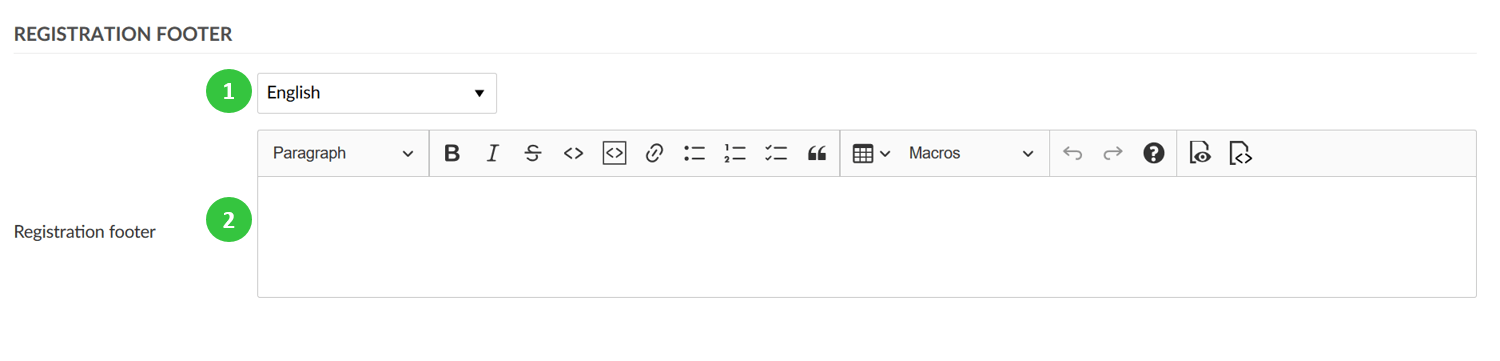 REGISTRATION FOOTER
1 English
Paragraph Macros
2
Registration footer